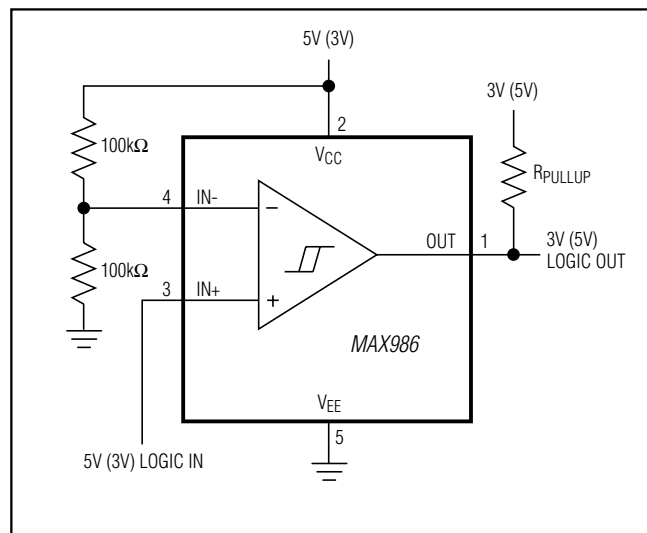 5V (3V)
3V (5V)
2
100kΩ
VCC
RPULLUP
4
IN-
−
OUT
1
3V (5V)
LOGIC OUT
100kΩ
3
IN+
+
MAX986
VEE
5
5V (3V) LOGIC IN